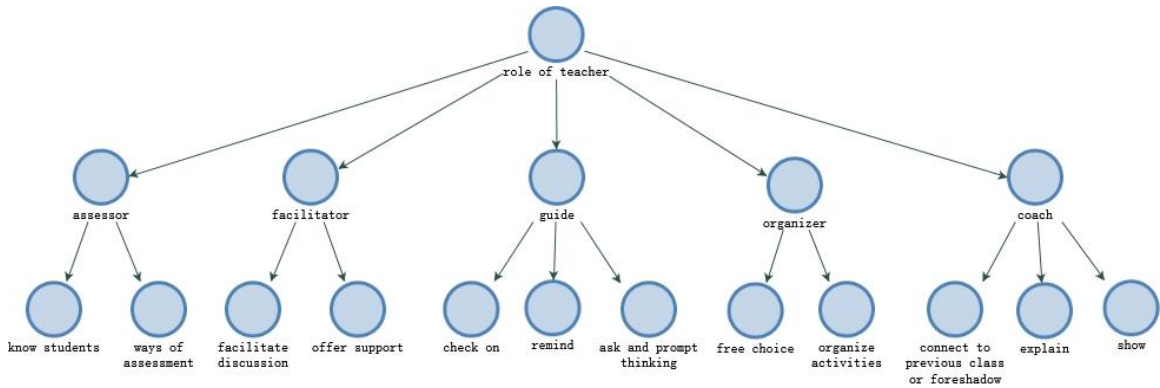 role of teacher
assessor
facilitator
guide
organizer
coach
know students
ways of
assessment
facilitate
discussion
offer support
check on
remind
ask and prompt
thinking
free choice
organize
activities
connect to
previous class
or foreshadow
explain
show